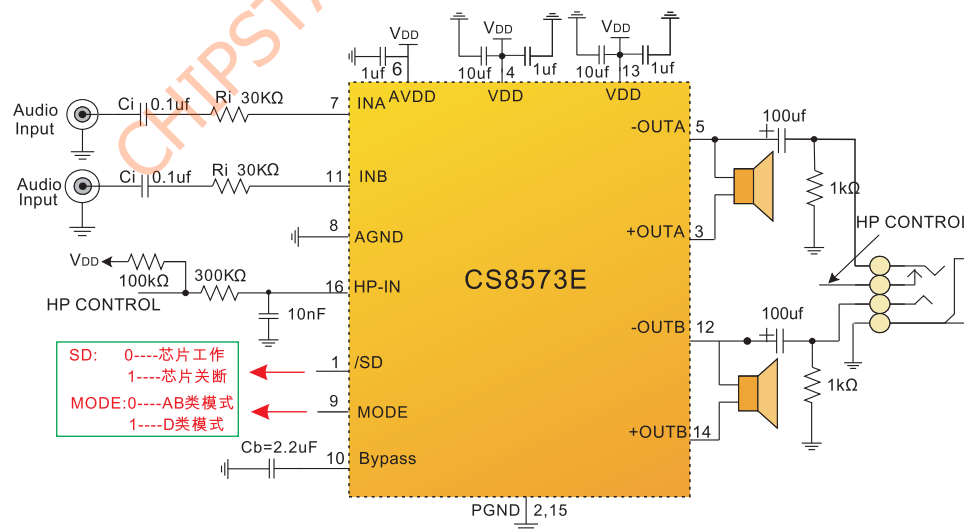 CHIPSTA
VDD
VDD
VDD
1uf
6
10uf
4
1uf
10uf
13
1uf
AVDD
VDD
VDD
Audio
Input
Ci
0.1uf
Ri
30KΩ
7
INA
-OUTA
5
100uf
Audio
Input
Ci
0.1uf
Ri
30KΩ
11
INB
1kΩ
8
AGND
+OUTA
3
HP CONTROL
VDD
100kΩ
300KΩ
HP CONTROL
16
HP-IN
CS8573E
10nF
-OUTB
12
100uf
SD: 0----芯片工作
1----芯片关断
1
/SD
1kΩ
MODE:0----AB类模式
1----D类模式
9
MODE
+OUTB
14
Cb=2.2uF
10
Bypass
PGND
2,15